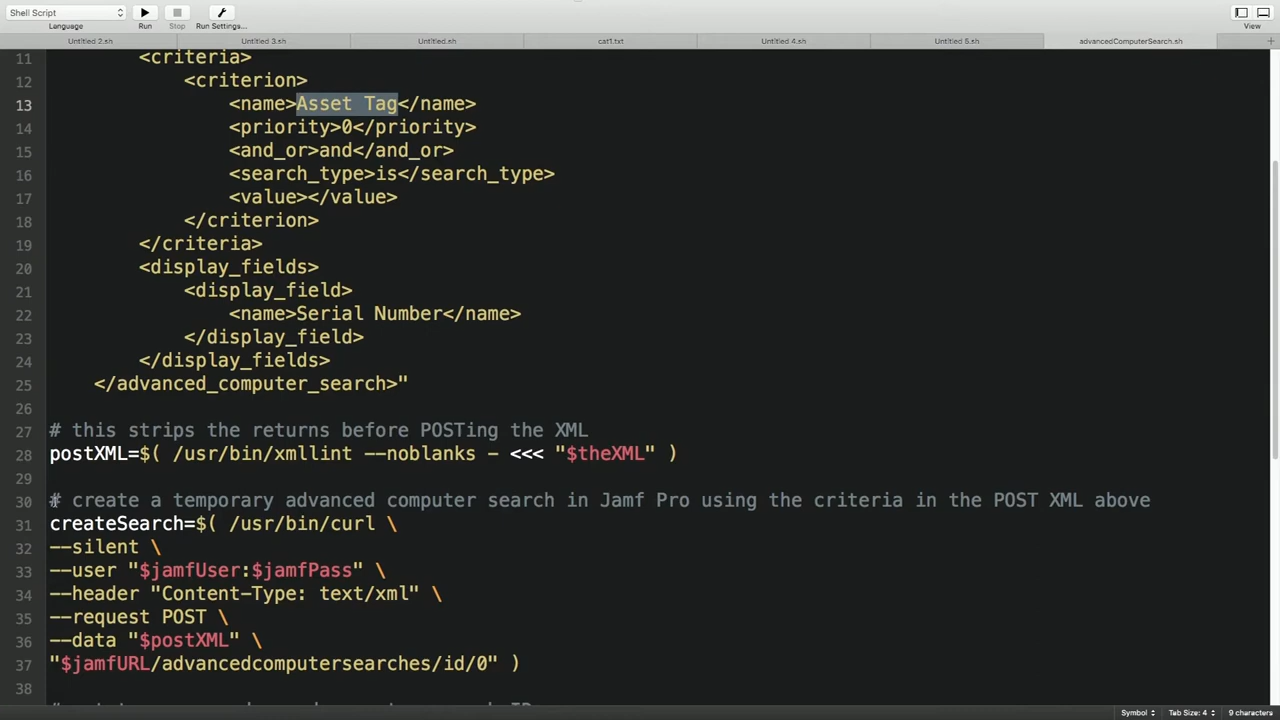 Shell Script
Language
Run
Stop
Run Settings...
View
Untitled 2.sh
Untitled 3.sh
Untitled.sh
cat1.txt
Untitled 4.sh
Untitled 5.sh
advancedComputerSearch.sh
11 <criteria>
12 <criterion>
13 <name>Asset Tag</name>
14 <priority>0</priority>
15 <and_or>and</and_or>
16 <search_type>is</search_type>
17 <value></value>
18 </criterion>
19 </criteria>
20 <display_fields>
21 <display_field>
22 <name>Serial Number</name>
23 </display_field>
24 </display_fields>
25 </advanced_computer_search>"
26
27 # this strips the returns before POSTing the XML
28 postXML=$( /usr/bin/xmllint --noblanks - <<< "$theXML" )
29
30 # create a temporary advanced computer search in Jamf Pro using the criteria in the POST XML above
31 createSearch=$( /usr/bin/curl \
32 --silent \
33 --user "$jamfUser:$jamfPass" \
34 --header "Content-Type: text/xml" \
35 --request POST \
36 --data "$postXML" \
37 "$jamfURL/advancedcomputersearches/id/0" )
38
Symbol
Tab Size: 4
9 characters